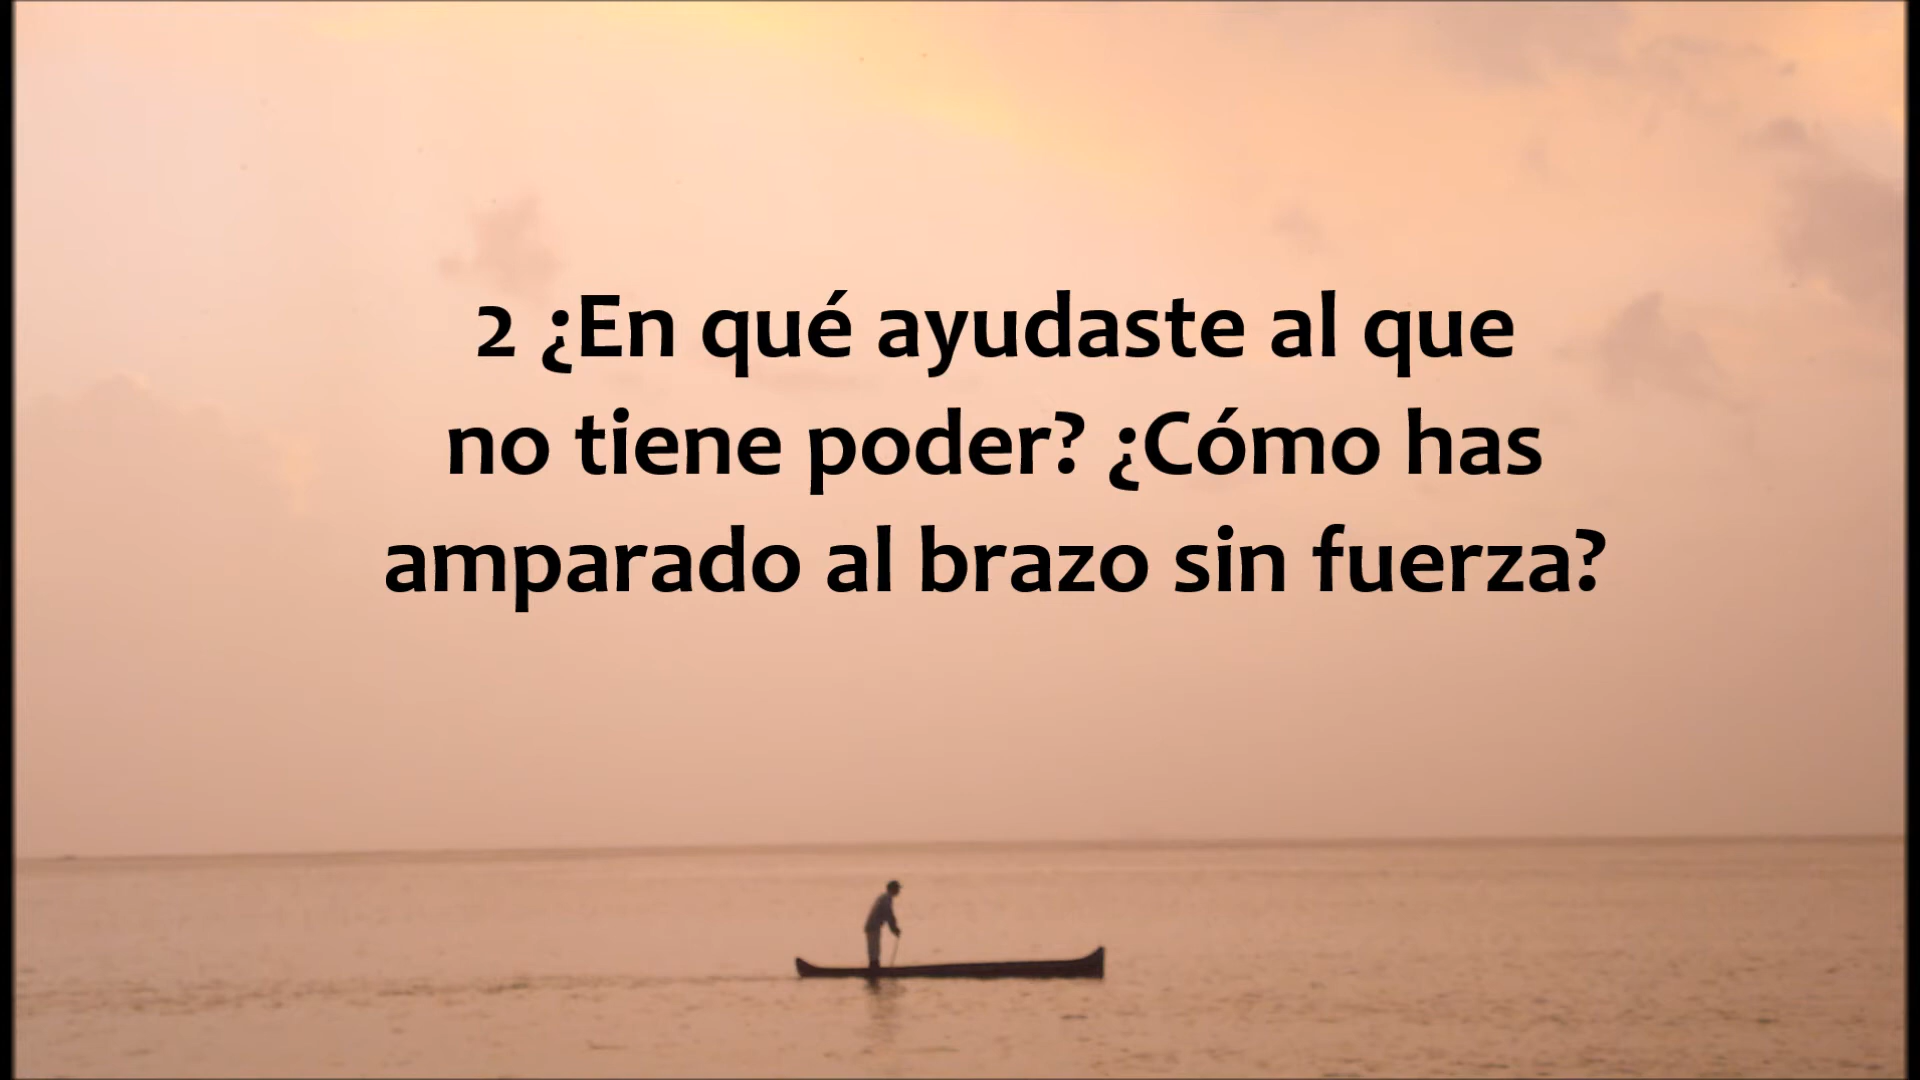 2 ¿En qué ayudaste al que
no tiene poder? ¿Cómo has
amparado al brazo sin fuerza?